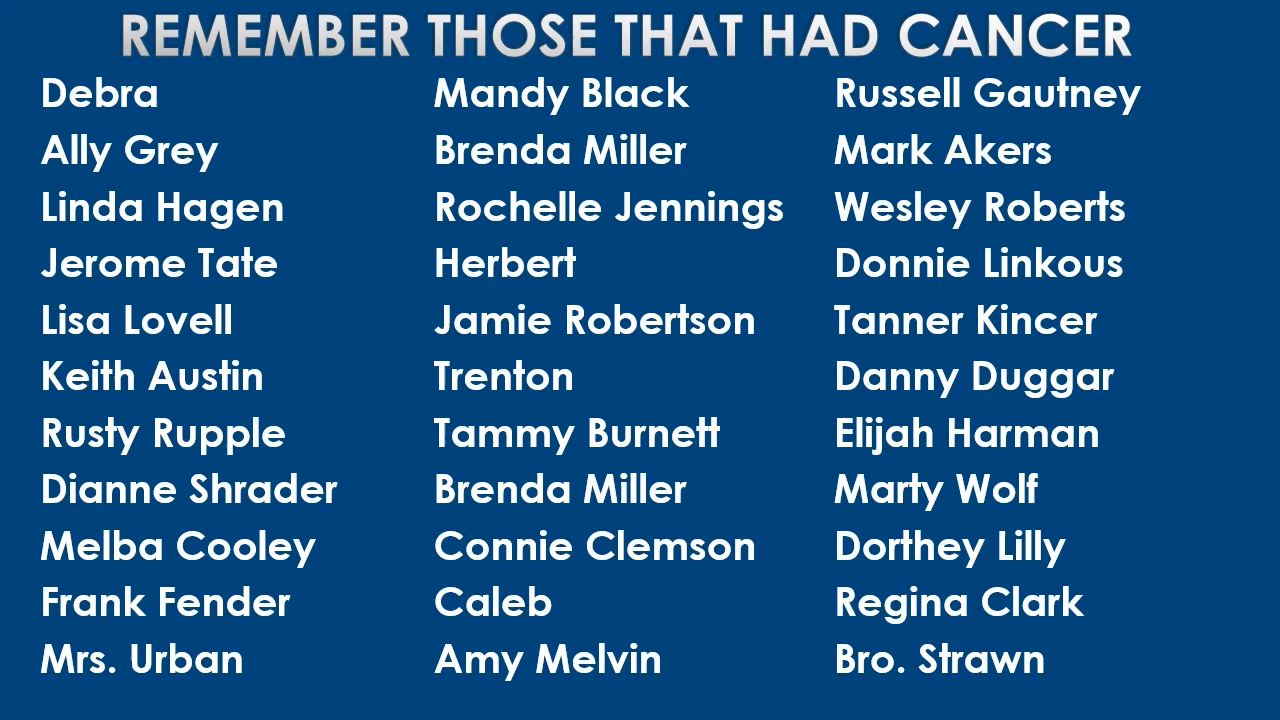 REMEMBER THOSE THAT HAD CANCER
Debra
Ally Grey
Linda Hagen
Jerome Tate
Lisa Lovell
Keith Austin
Rusty Rupple
Dianne Shrader
Melba Cooley
Frank Fender
Mrs. Urban
Mandy Black
Brenda Miller
Rochelle Jennings
Herbert
Jamie Robertson
Trenton
Tammy Burnett
Brenda Miller
Connie Clemson
Caleb
Amy Melvin
Russell Gautney
Mark Akers
Wesley Roberts
Donnie Linkous
Tanner Kincer
Danny Duggar
Elijah Harman
Marty Wolf
Dorthey Lilly
Regina Clark
Bro. Strawn